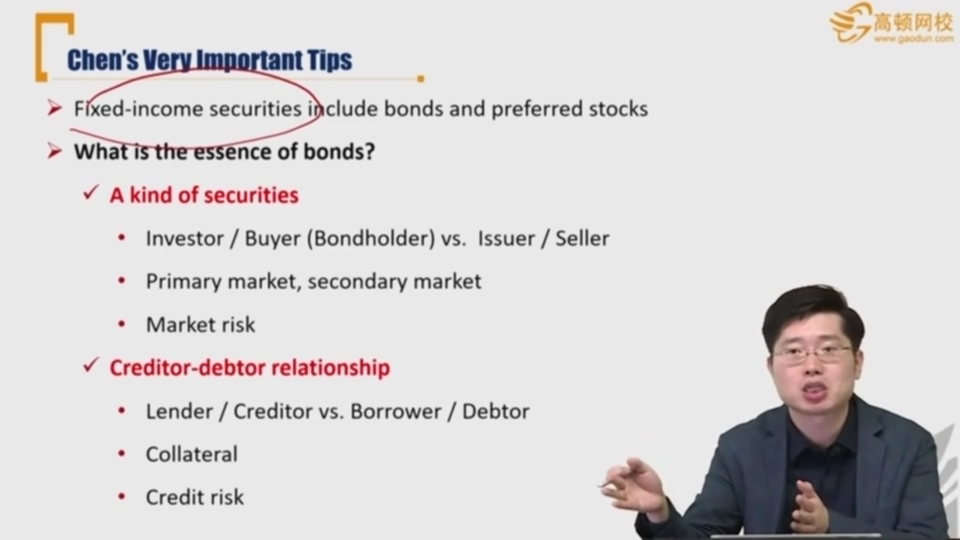 高顿网校
www.gaodun.com
Chen's Very Important Tips
Fixed-income securities include bonds and preferred stocks
What is the essence of bonds?
A kind of securities
Investor / Buyer (Bondholder) vs. Issuer / Seller
Primary market, secondary market
Market risk
Creditor-debtor relationship
Lender / Creditor vs. Borrower / Debtor
Collateral
Credit risk